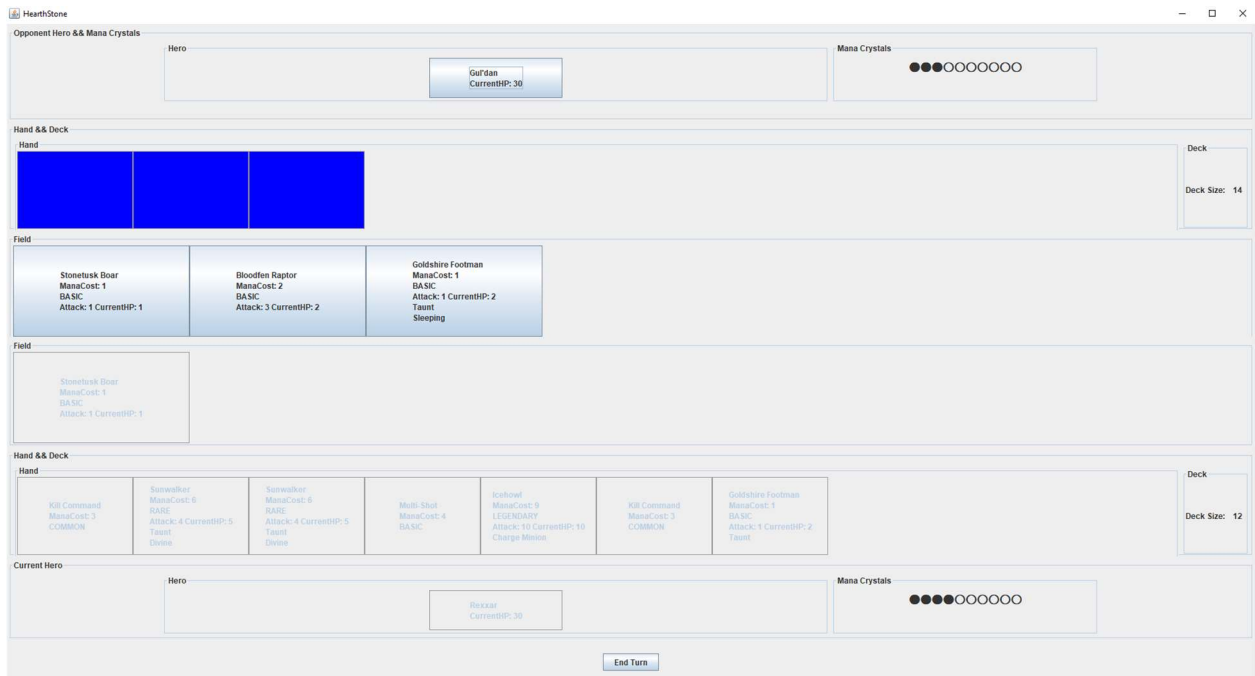 HearthStone
Opponent Hero && Mana Crystals
Hero
Mana Crystals
Gul'dan
CurrentHP: 30
Hand && Deck
Hand
Deck
Deck Size: 14
Field
Stonetusk Boar
ManaCost: 1
BASIC
Attack: 1 CurrentHP: 1
Bloodfen Raptor
ManaCost: 2
BASIC
Attack: 3 CurrentHP: 2
Goldshire Footman
ManaCost: 1
BASIC
Attack: 1 CurrentHP: 2
Taunt
Sleeping
Field
Stonetusk Boar
ManaCost: 1
BASIC
Attack: 1 CurrentHP: 1
Hand && Deck
Hand
Deck
Kill Command
ManaCost: 3
COMMON
Sunwalker
ManaCost: 6
RARE
Attack: 4 CurrentHP: 5
Taunt
Divine
Sunwalker
ManaCost: 6
RARE
Attack: 4 CurrentHP: 5
Taunt
Divine
Multi-Shot
ManaCost: 4
BASIC
Icehowl
ManaCost: 9
LEGENDARY
Attack: 10 CurrentHP: 10
Charge Minion
Kill Command
ManaCost: 3
COMMON
Goldshire Footman
ManaCost: 1
BASIC
Attack: 1 CurrentHP: 2
Taunt
Deck Size: 12
Current Hero
Hero
Mana Crystals
Rexxar
CurrentHP: 30
End Turn